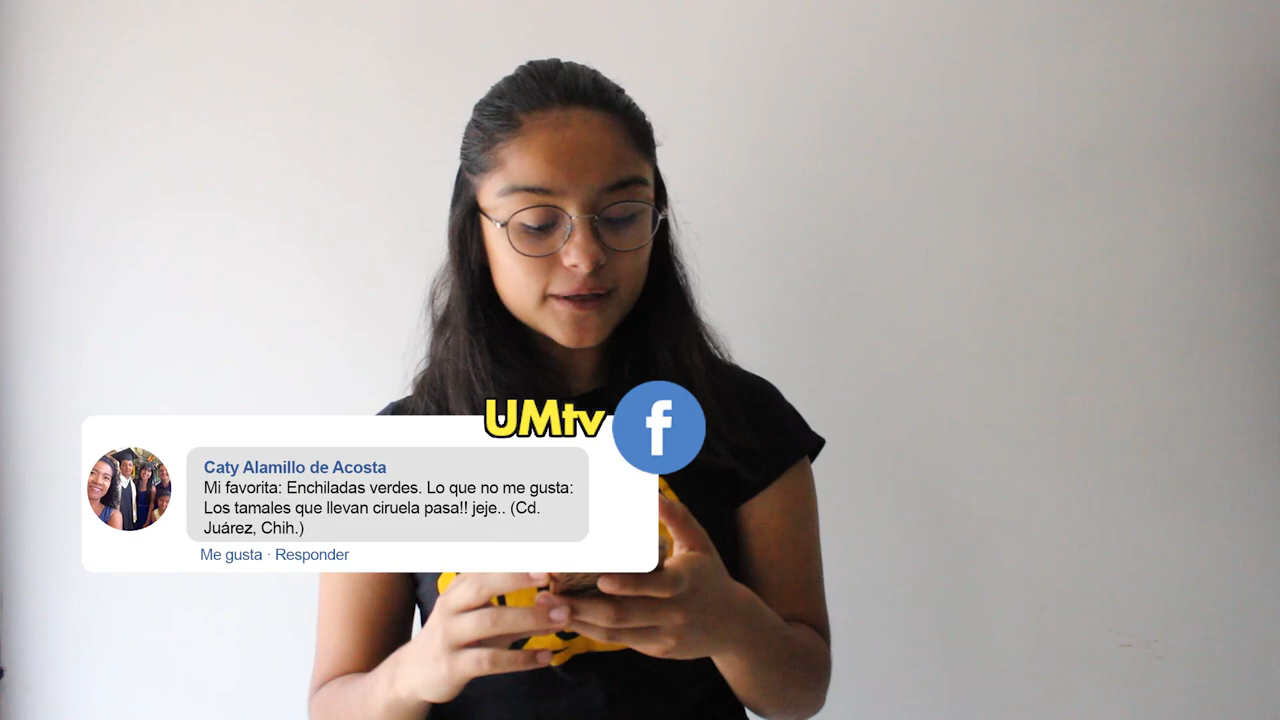 UMtv
f
Caty Alamillo de Acosta
Mi favorita: Enchiladas verdes. Lo que no me gusta:
Los tamales que llevan ciruela pasa!! jeje.. (Cd.
Juárez, Chih.)
Me gusta · Responder